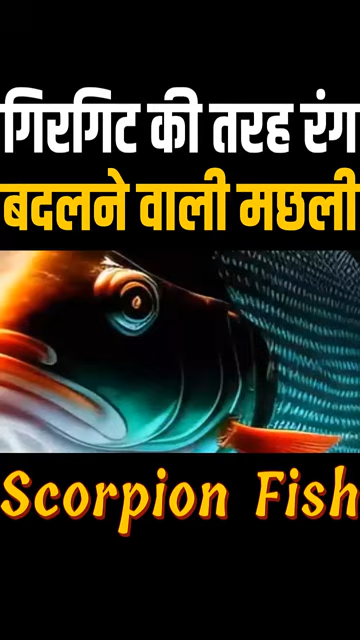 गिरगिट की तरह रंग
बदलने वाली मछली
Scorpion Fish